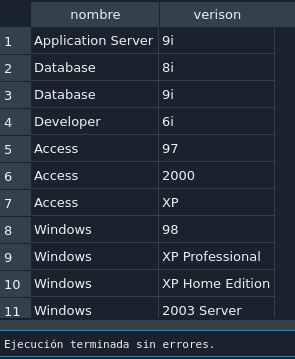 nombre verison
1 Application Server 9i
2 Database 8i
3 Database 9i
4 Developer 6i
5 Access 97
6 Access 2000
7 Access XP
8 Windows 98
9 Windows XP Professional
10 Windows XP Home Edition
11 Windows 2003 Server
Ejecución terminada sin errores.